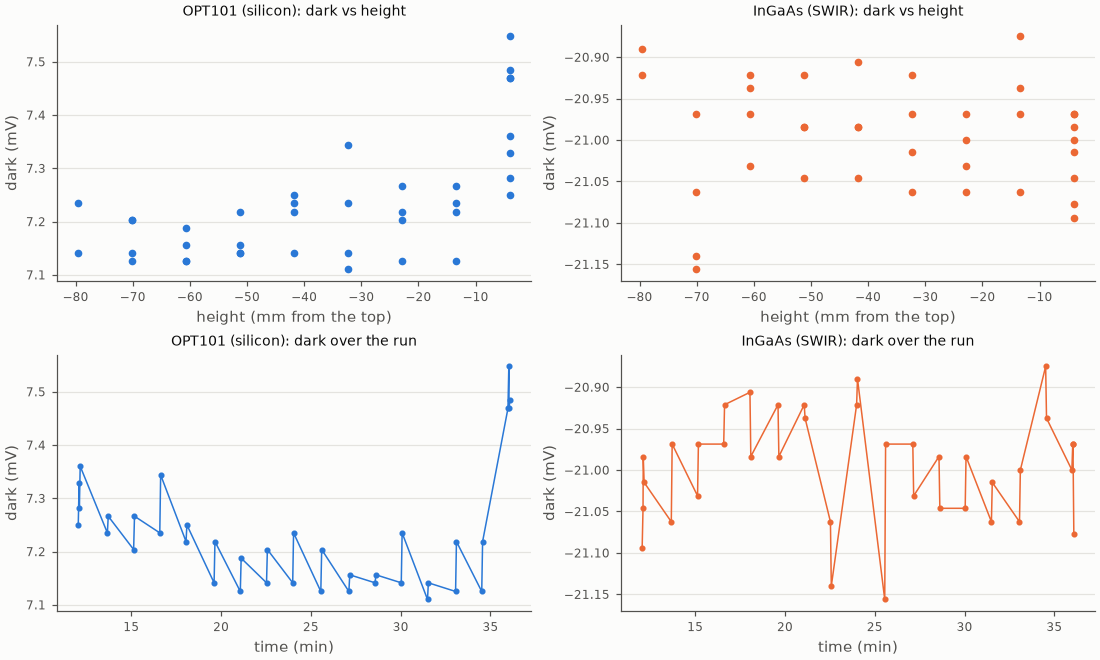 OPT101 (silicon): dark vs height
dark (mV)
7.5
7.4
7.3
7.2
7.1
−80 −70 −60 −50 −40 −30 −20 −10
height (mm from the top)
InGaAs (SWIR): dark vs height
dark (mV)
−20.90
−20.95
−21.00
−21.05
−21.10
−21.15
−80 −70 −60 −50 −40 −30 −20 −10
height (mm from the top)
OPT101 (silicon): dark over the run
dark (mV)
7.5
7.4
7.3
7.2
7.1
15 20 25 30 35
time (min)
InGaAs (SWIR): dark over the run
dark (mV)
−20.90
−20.95
−21.00
−21.05
−21.10
−21.15
15 20 25 30 35
time (min)